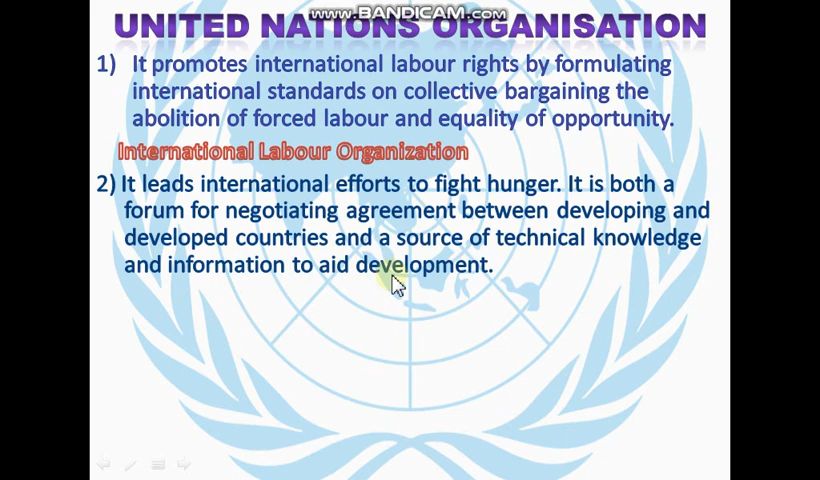 www.BANDICAM.com
UNITED NATIONS ORGANISATION
1) It promotes international labour rights by formulating
international standards on collective bargaining the
abolition of forced labour and equality of opportunity.
International Labour Organization
2) It leads international efforts to fight hunger. It is both a
forum for negotiating agreement between developing and
developed countries and a source of technical knowledge
and information to aid development.